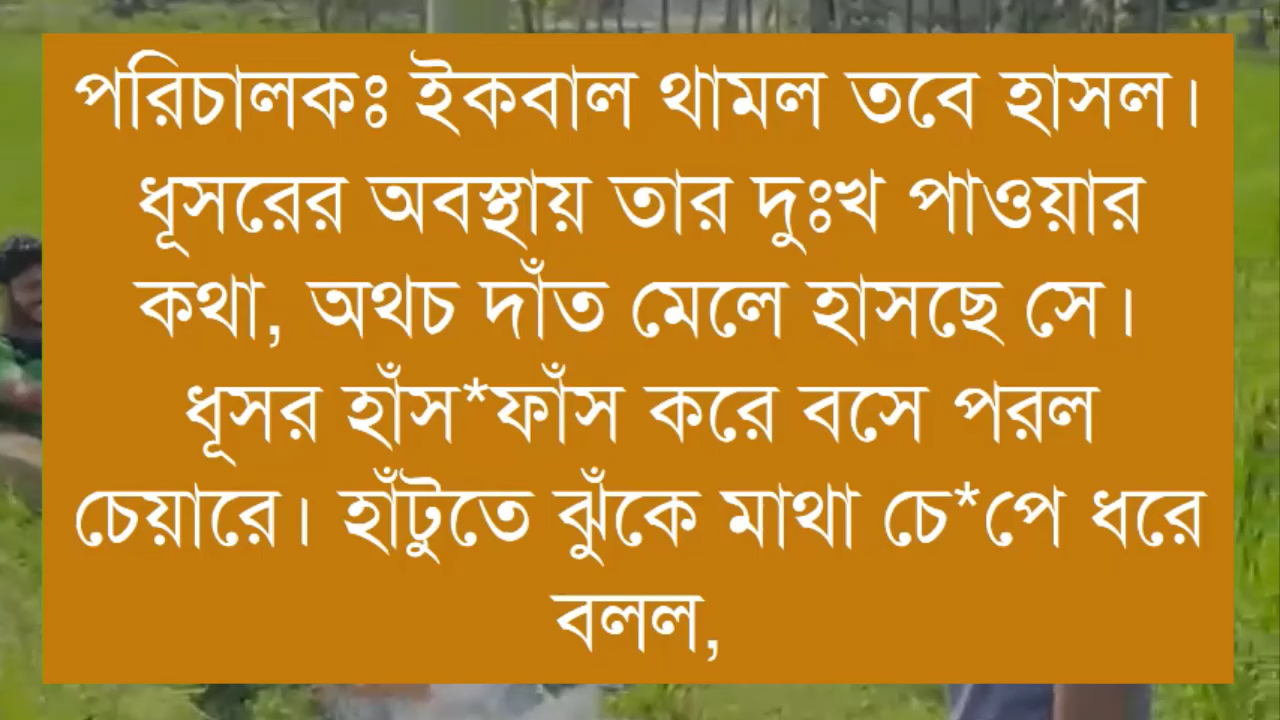 পরিচালকঃ ইকবাল থামল তবে হাসল।
ধূসরের অবস্থায় তার দুঃখ পাওয়ার
কথা, অথচ দাঁত মেলে হাসছে সে।
ধূসর হাঁস*ফাঁস করে বসে পরল
চেয়ারে। হাঁটুতে ঝুঁকে মাথা চে*পে ধরে
বলল,